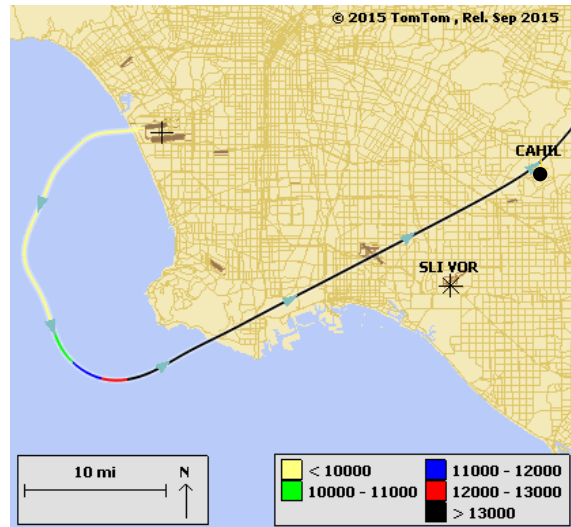 © 2015 TomTom , Rel. Sep 2015
CAHIL
SLI VOR
10 mi
N
< 10000
10000 - 11000
11000 - 12000
12000 - 13000
> 13000